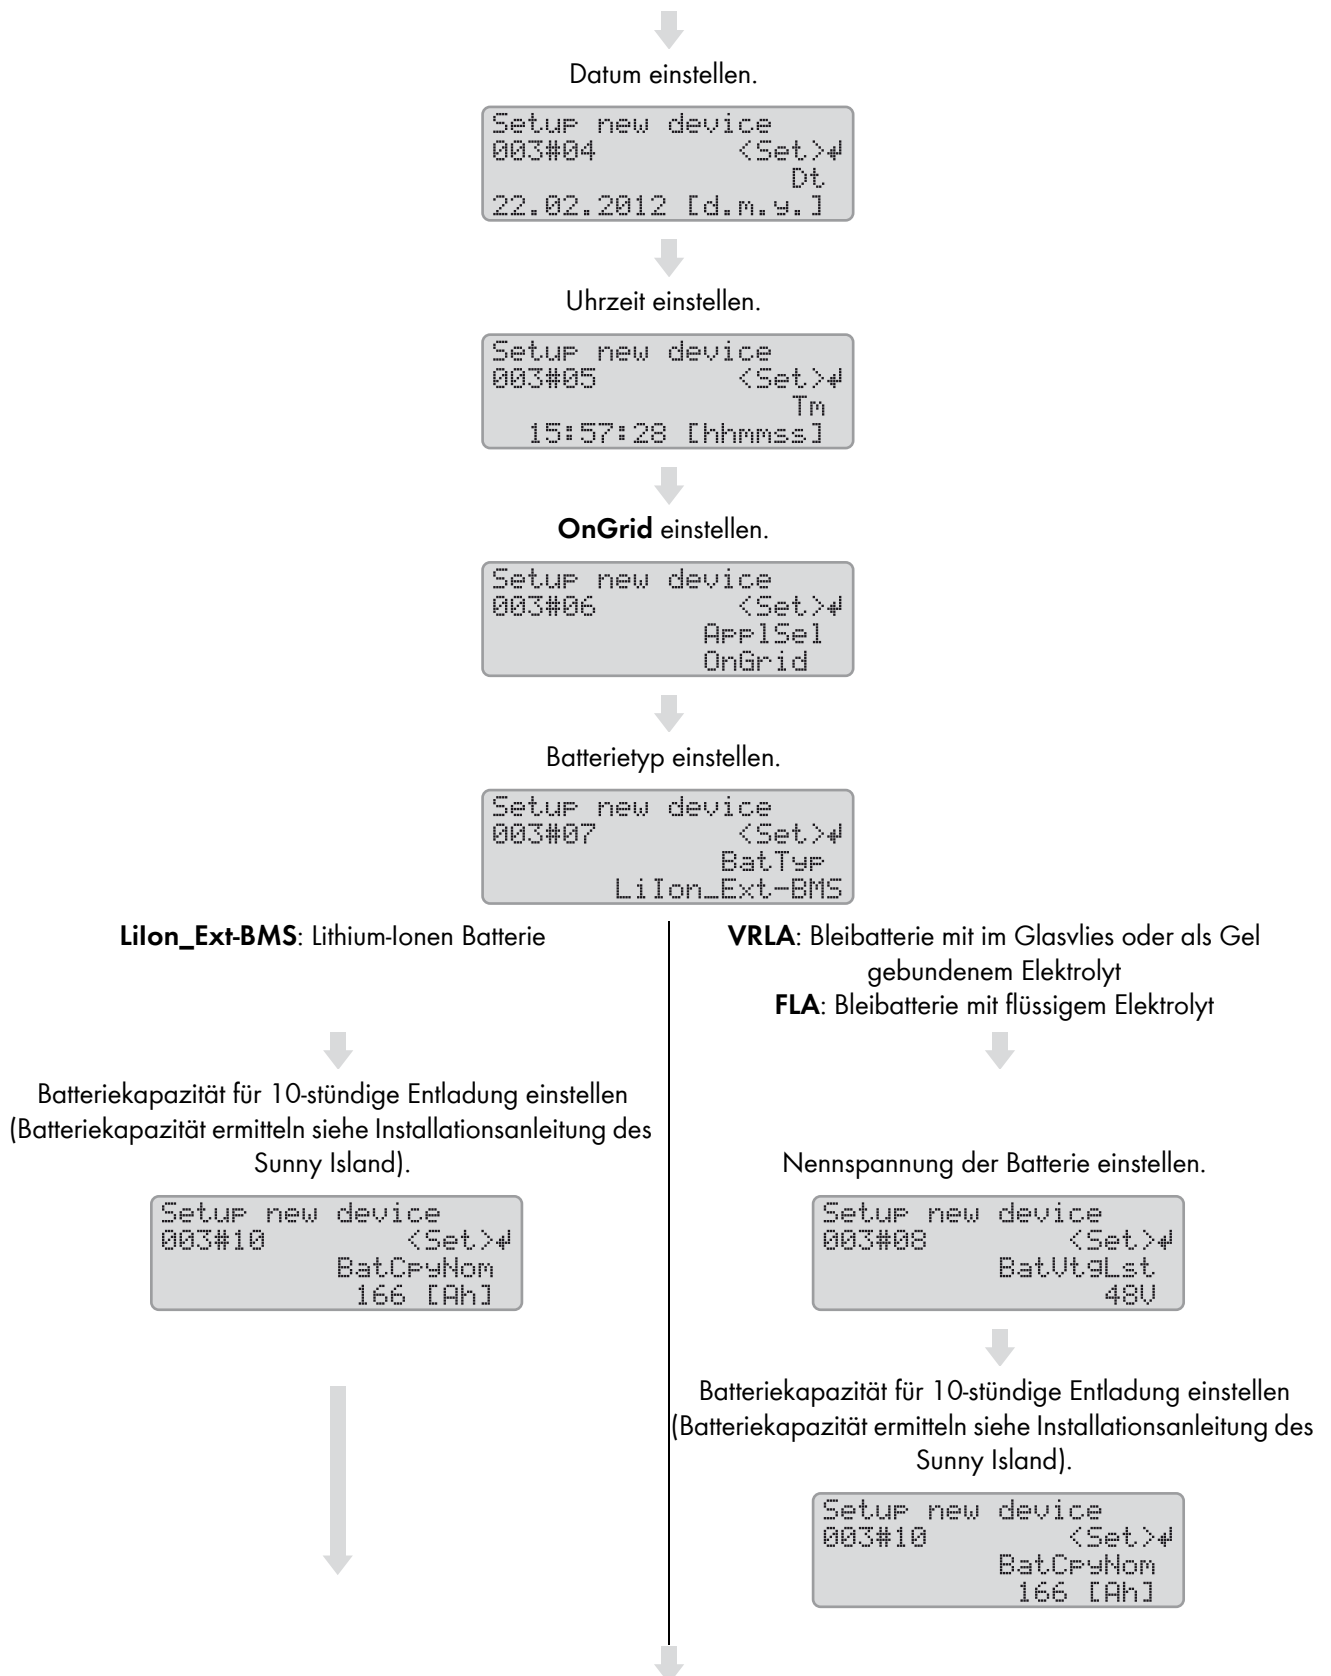 Datum einstellen.
Setup new device
003#04 <Set>↵
Dt
22.02.2012 [d.m.y.]
Uhrzeit einstellen.
Setup new device
003#05 <Set>↵
Tm
15:57:28 [hhmmss]
OnGrid einstellen.
Setup new device
003#06 <Set>↵
ApplSel
OnGrid
Batterietyp einstellen.
Setup new device
003#07 <Set>↵
BatTyp
LiIon_Ext-BMS
LiIon_Ext-BMS: Lithium-Ionen Batterie
Batteriekapazität für 10-stündige Entladung einstellen
(Batteriekapazität ermitteln siehe Installationsanleitung des
Sunny Island).
Setup new device
003#10 <Set>↵
BatCpyNom
166 [Ah]
VRLA: Bleibatterie mit im Glasvlies oder als Gel
gebundenem Elektrolyt
FLA: Bleibatterie mit flüssigem Elektrolyt
Nennspannung der Batterie einstellen.
Setup new device
003#08 <Set>↵
BatVtgLst
48V
Batteriekapazität für 10-stündige Entladung einstellen
(Batteriekapazität ermitteln siehe Installationsanleitung des
Sunny Island).
Setup new device
003#10 <Set>↵
BatCpyNom
166 [Ah]